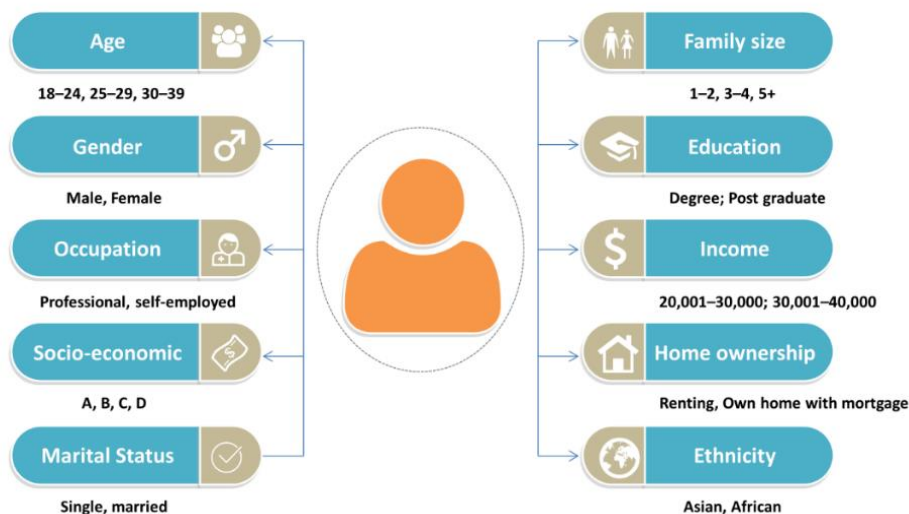 Age
18–24, 25–29, 30–39
Gender
Male, Female
Occupation
Professional, self-employed
Socio-economic
A, B, C, D
Marital Status
Single, married
Family size
1–2, 3–4, 5+
Education
Degree; Post graduate
$
Income
20,001–30,000; 30,001–40,000
Home ownership
Renting, Own home with mortgage
Ethnicity
Asian, African